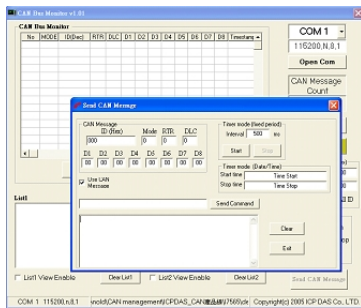 CAN Bus Monitor v1.01
CAN Bus Monitor
No MODE ID(Hex) RTR DLC D1 D2 D3 D4 D5 D6 D7 D8 Timestamp
COM 1
115200,N,8,1
Open Com
CAN Message
Count
Send CAN Message
CAN Message
ID (Hex) Mode RTR DLC
000 0 0 0
D1 D2 D3 D4 D5 D6 D7 D8
00 00 00 00 00 00 00 00
Use CAN
Message
Timer mode (fixed period)
Interval 500 ms
Start Stop
Timer mode (Date/Time)
Start time Time Start
Stop time Time Stop
Send Command
Clear
Exit
List1
List1 View Enable Clear List1 List2 View Enable Clear List2
Send CAN Message
COM 1 115200,n,8,1 Copyright(c) 2005 ICP DAS Co., LTD